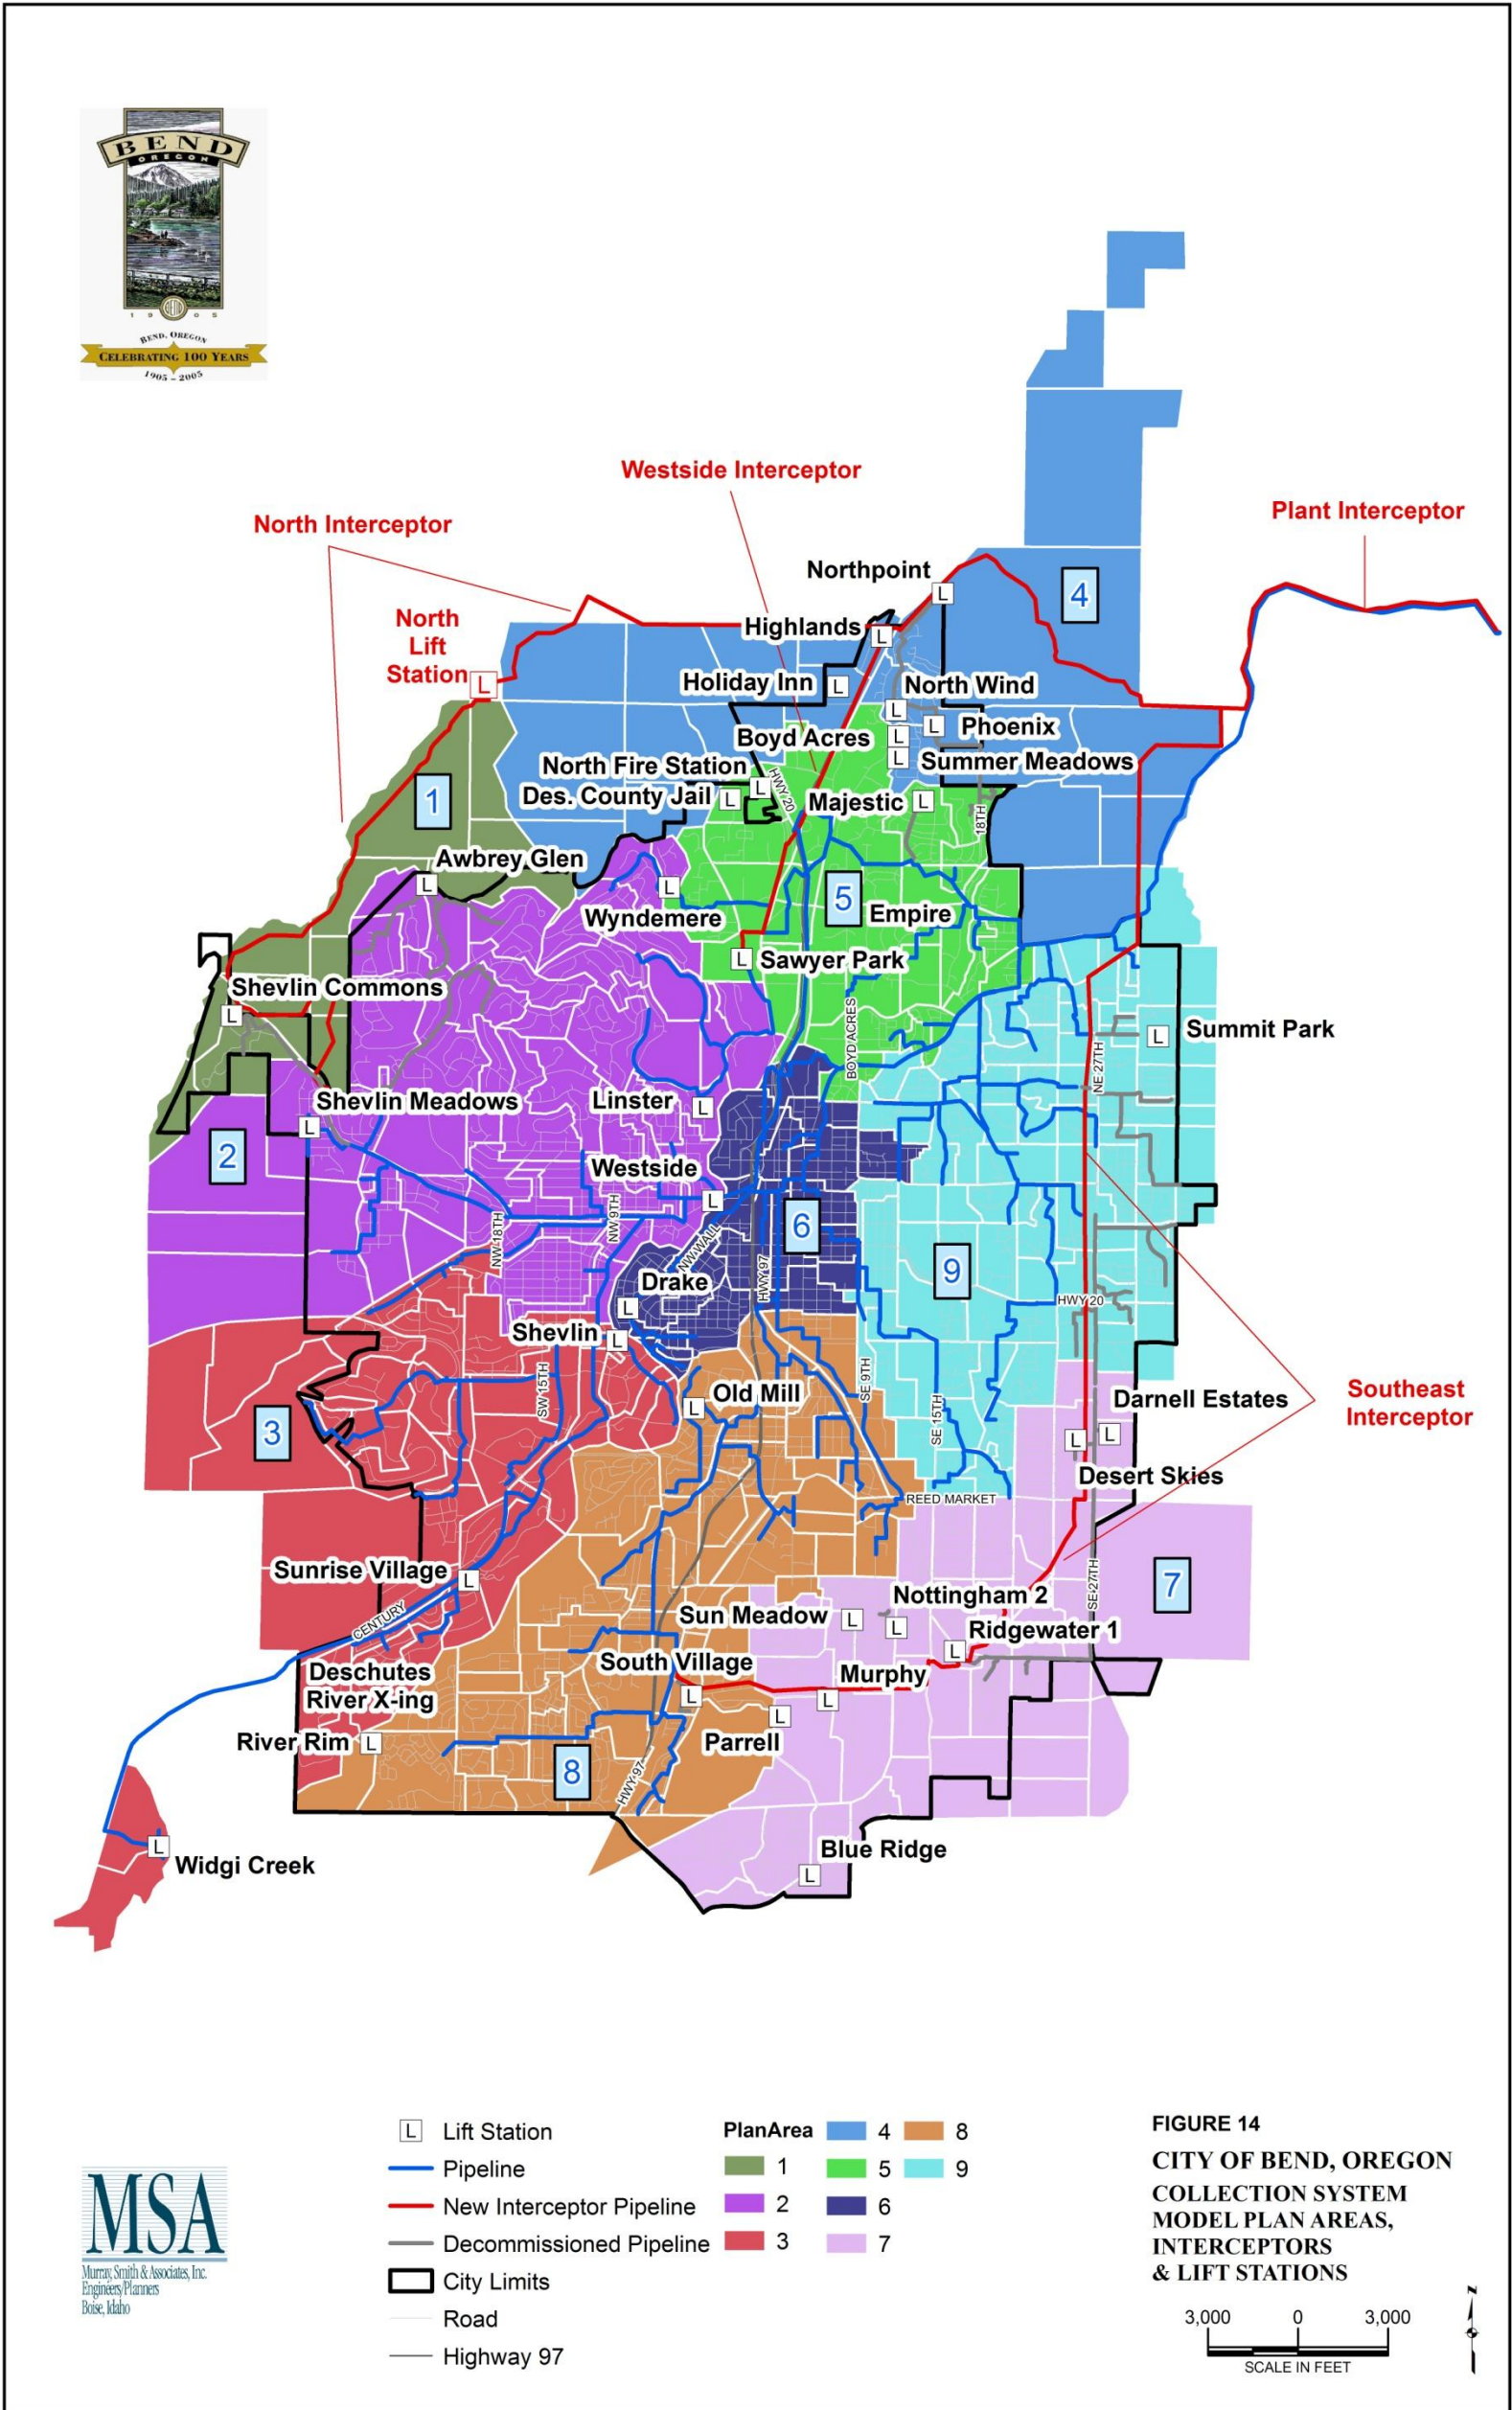 BEND
OREGON
1905
BEND, OREGON
CELEBRATING 100 YEARS
1905 – 2005
Westside Interceptor
North Interceptor
Plant Interceptor
Northpoint
4
North
Lift
Station
L
Highlands
L
L
Holiday Inn
L
North Wind
L
Boyd Acres
L
L
Phoenix
L
Summer Meadows
North Fire Station
L
HWY 20
Des. County Jail
L
Majestic
L
18TH
1
Awbrey Glen
L
Wyndemere
L
5
Empire
Sawyer Park
L
Shevlin Commons
L
BOYD ACRES
Summit Park
L
NE 27TH
Shevlin Meadows
L
Linster
L
2
Westside
L
NW 18TH
NW 9TH
NW WALL
6
HWY 97
9
HWY 20
Drake
L
Shevlin
L
SW 15TH
Old Mill
L
SE 9TH
SE 15TH
Darnell Estates
L
L
Southeast
Interceptor
3
Desert Skies
REED MARKET
Sunrise Village
L
CENTURY
SE 27TH
7
Nottingham 2
L
Sun Meadow
L
Ridgewater 1
L
South Village
L
Murphy
L
Deschutes
River X-ing
River Rim
L
Parrell
L
8
HWY 97
Blue Ridge
L
Widgi Creek
L
L
Lift Station
Pipeline
New Interceptor Pipeline
Decommissioned Pipeline
City Limits
Road
Highway 97
PlanArea
1
2
3
4
5
6
7
8
9
MSA
Murray, Smith & Associates, Inc.
Engineers/Planners
Boise, Idaho
FIGURE 14
CITY OF BEND, OREGON
COLLECTION SYSTEM
MODEL PLAN AREAS,
INTERCEPTORS
& LIFT STATIONS
3,000 0 3,000
SCALE IN FEET
N